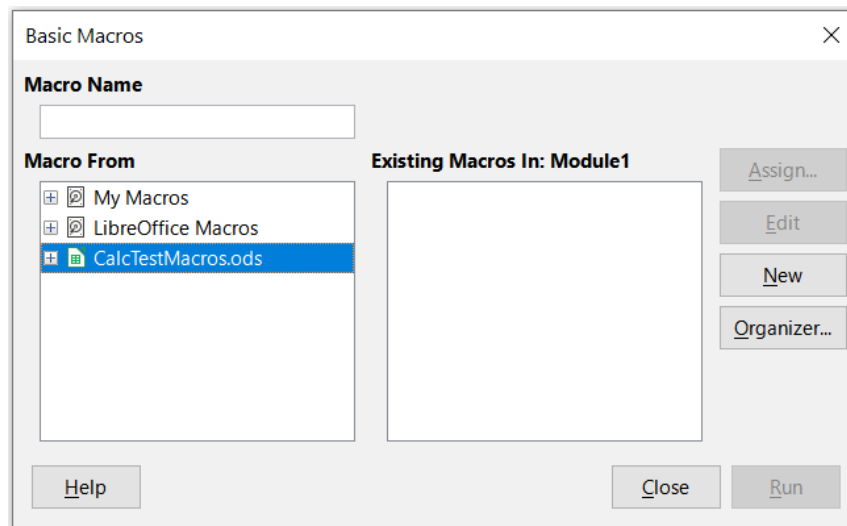 Basic Macros
Macro Name
Macro From
Existing Macros In: Module1
My Macros
LibreOffice Macros
CalcTestMacros.ods
Assign...
Edit
New
Organizer...
Help
Close
Run